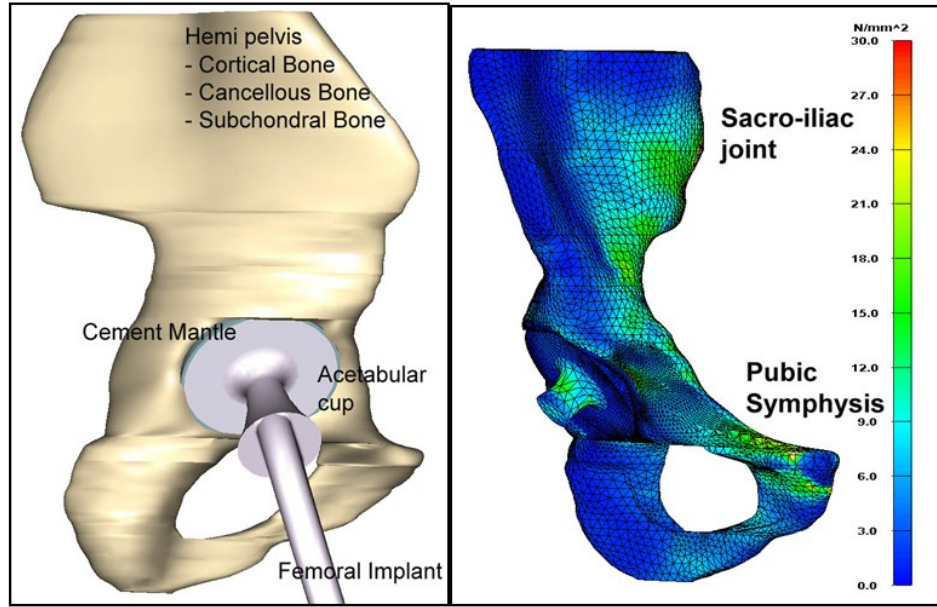 Hemi pelvis
- Cortical Bone
- Cancellous Bone
- Subchondral Bone
Cement Mantle
Acetabular
cup
Femoral Implant
N/mm^2
30.0
27.0
24.0
21.0
18.0
15.0
12.0
9.0
6.0
3.0
0.0
Sacro-iliac
joint
Pubic
Symphysis